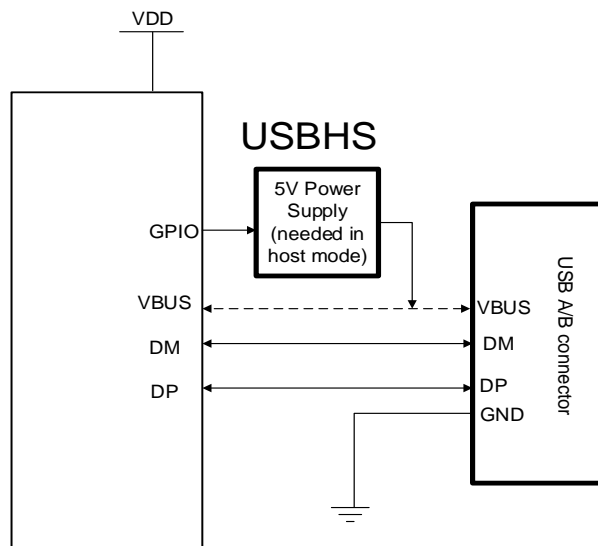 VDD
USBHS
5V Power
Supply
(needed in
host mode)
GPIO
VBUS
DM
DP
VBUS
DM
DP
GND
USB A/B connector